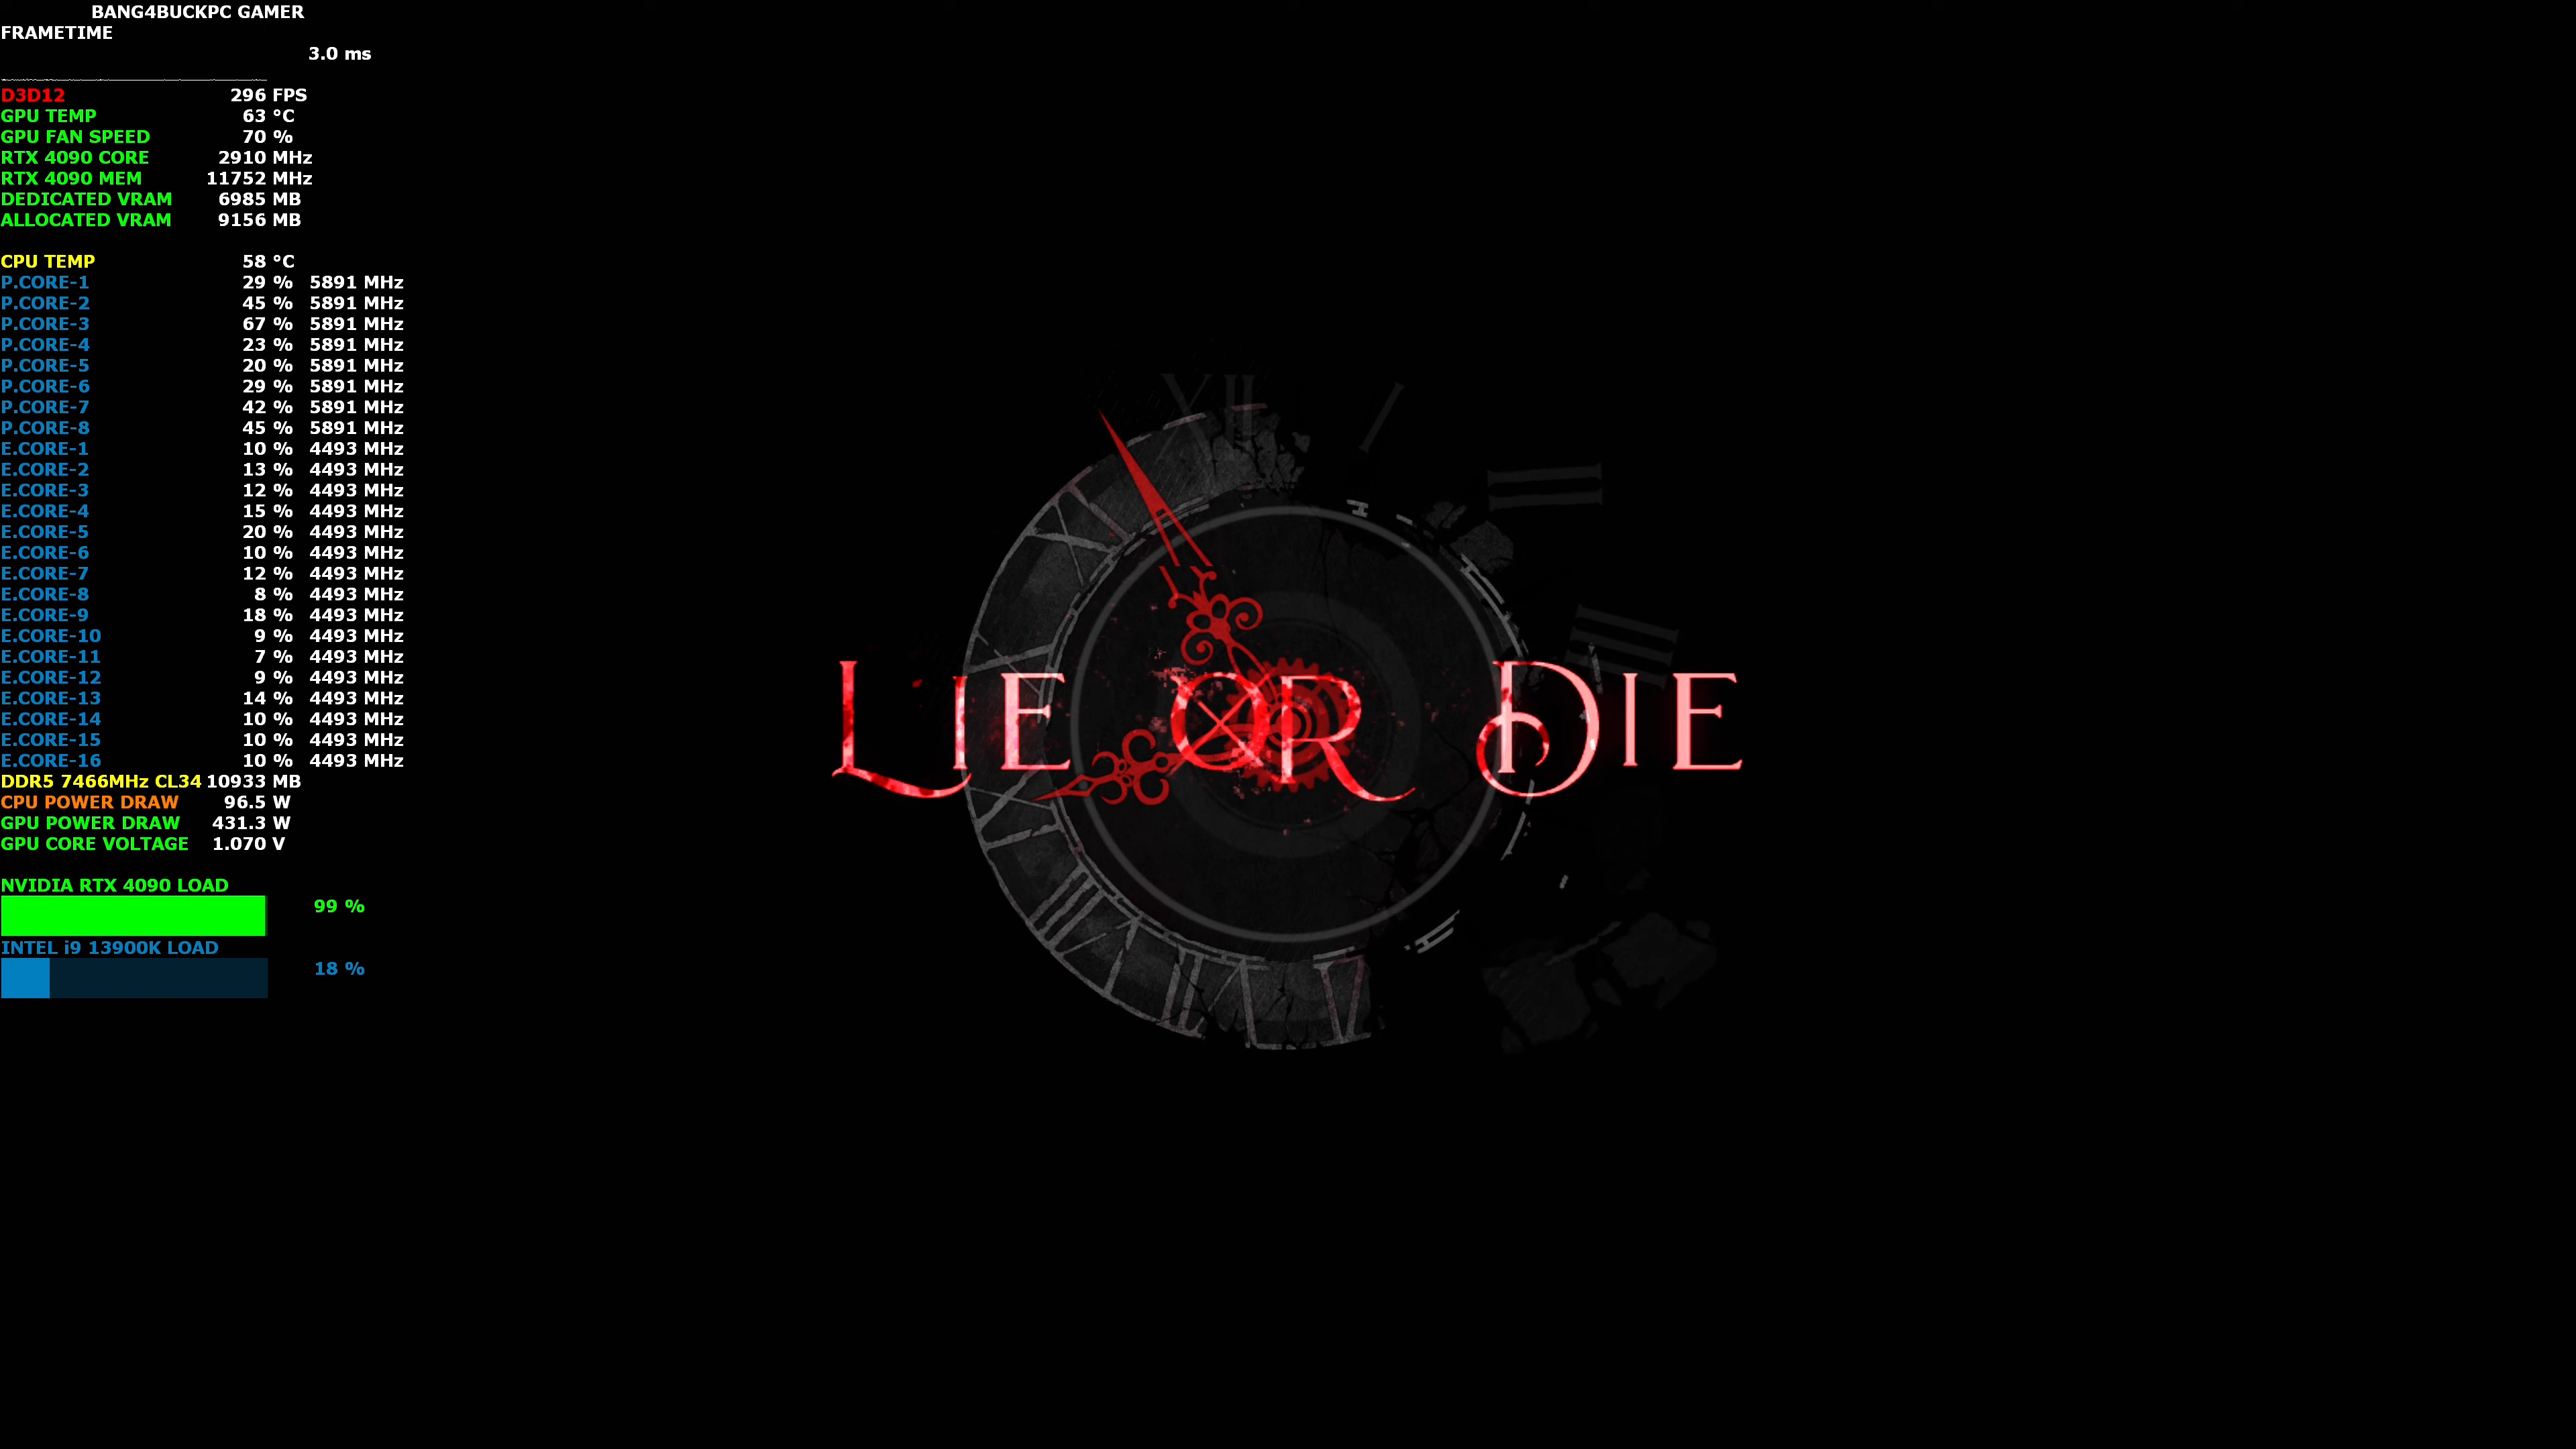 BANG4BUCKPC GAMER
FRAMETIME
3.0 ms
D3D12 296 FPS
GPU TEMP 63 °C
GPU FAN SPEED 70 %
RTX 4090 CORE 2910 MHz
RTX 4090 MEM 11752 MHz
DEDICATED VRAM 6985 MB
ALLOCATED VRAM 9156 MB
CPU TEMP 58 °C
P.CORE-1 29 % 5891 MHz
P.CORE-2 45 % 5891 MHz
P.CORE-3 67 % 5891 MHz
P.CORE-4 23 % 5891 MHz
P.CORE-5 20 % 5891 MHz
P.CORE-6 29 % 5891 MHz
P.CORE-7 42 % 5891 MHz
P.CORE-8 45 % 5891 MHz
E.CORE-1 10 % 4493 MHz
E.CORE-2 13 % 4493 MHz
E.CORE-3 12 % 4493 MHz
E.CORE-4 15 % 4493 MHz
E.CORE-5 20 % 4493 MHz
E.CORE-6 10 % 4493 MHz
E.CORE-7 12 % 4493 MHz
E.CORE-8 8 % 4493 MHz
E.CORE-9 18 % 4493 MHz
E.CORE-10 9 % 4493 MHz
E.CORE-11 7 % 4493 MHz
E.CORE-12 9 % 4493 MHz
E.CORE-13 14 % 4493 MHz
E.CORE-14 10 % 4493 MHz
E.CORE-15 10 % 4493 MHz
E.CORE-16 10 % 4493 MHz
DDR5 7466MHz CL34 10933 MB
CPU POWER DRAW 96.5 W
GPU POWER DRAW 431.3 W
GPU CORE VOLTAGE 1.070 V
NVIDIA RTX 4090 LOAD
99 %
INTEL i9 13900K LOAD
18 %
XII
I
II
III
XI
LIE OR DIE
VIII
VII
VI